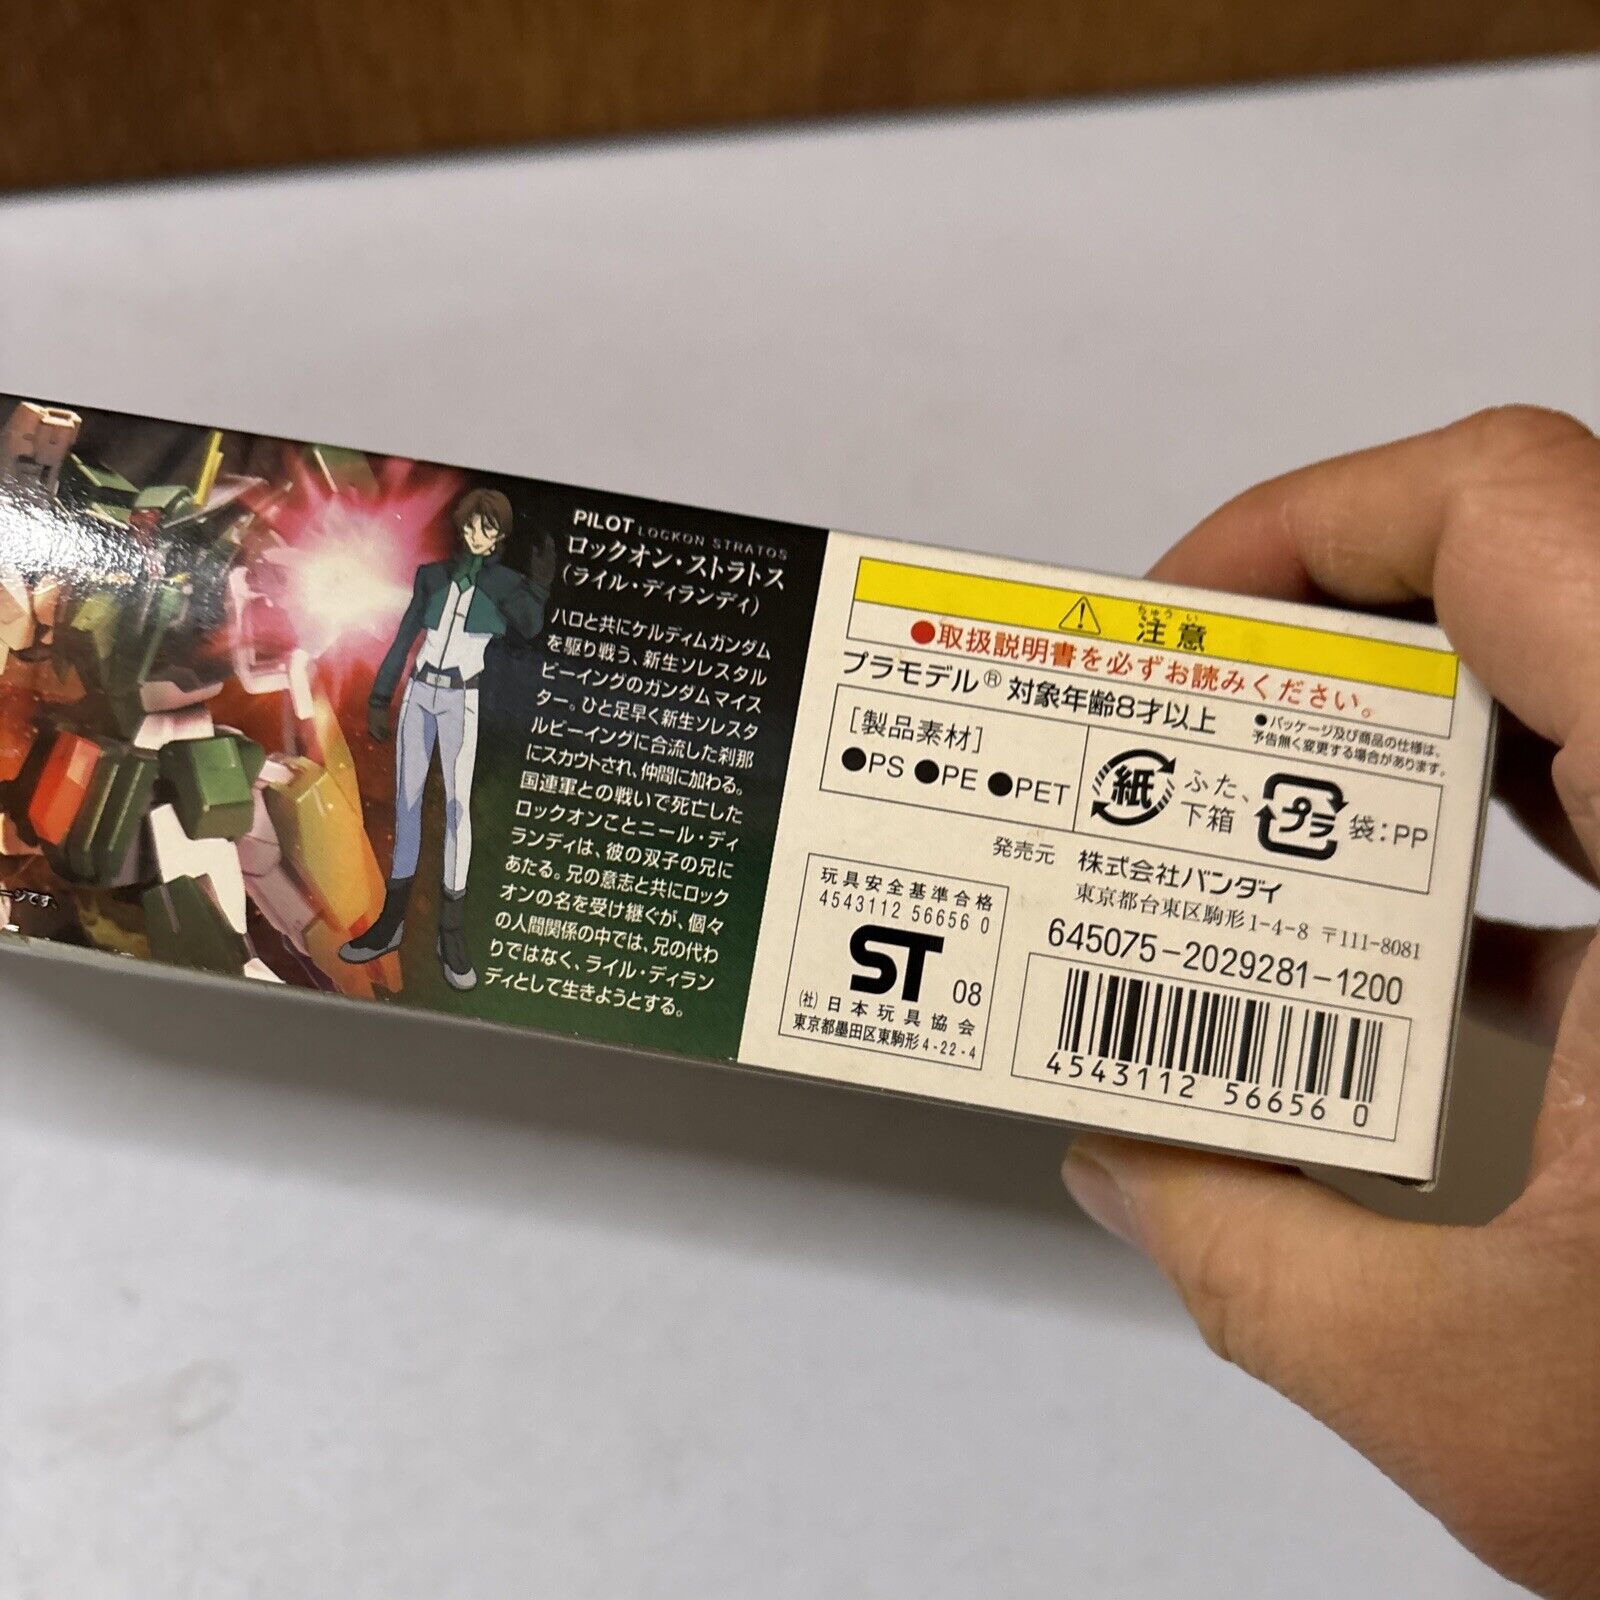 ージです。
PILOT LOCKON STRATOS
ロックオン・ストラトス
(ライル・ディランディ)
ハロと共にケルディムガンダム
を駆り戦う、新生ソレスタル
ビーイングのガンダムマイス
ター。ひと足早く新生ソレスタ
ルビーイングに合流した刹那
にスカウトされ、仲間に加わる。
国連軍との戦いで死亡した
ロックオンことニール・ディ
ランディは、彼の双子の兄に
あたる。兄の意志と共にロック
オンの名を受け継ぐが、個々
の人間関係の中では、兄の代わ
りではなく、ライル・ディラン
ディとして生きようとする。
ちゅうい
注意
●取扱説明書を必ずお読みください。
プラモデル® 対象年齢8才以上
●パッケージ及び商品の仕様は、
予告無く変更する場合があります。
[製品素材]
●PS ●PE ●PET
紙 ふた、
下箱
プラ 袋:PP
発売元 株式会社バンダイ
東京都台東区駒形1-4-8 〒111-8081
玩具安全基準合格
4543112 56656 0
ST 08
(社)日本玩具協会
東京都墨田区東駒形4-22-4
645075-2029281-1200
4543112 566560